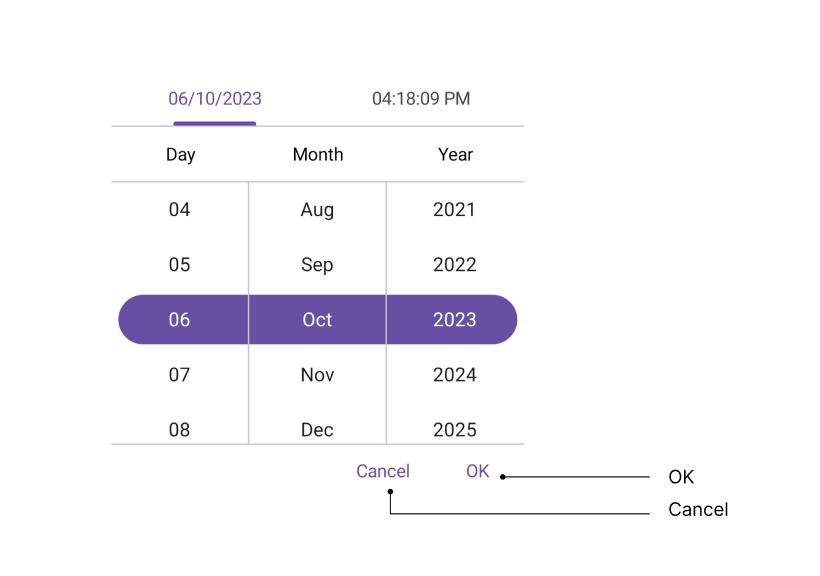 06/10/2023 04:18:09 PM
Day Month Year
04 Aug 2021
05 Sep 2022
06 Oct 2023
07 Nov 2024
08 Dec 2025
Cancel OK OK
Cancel